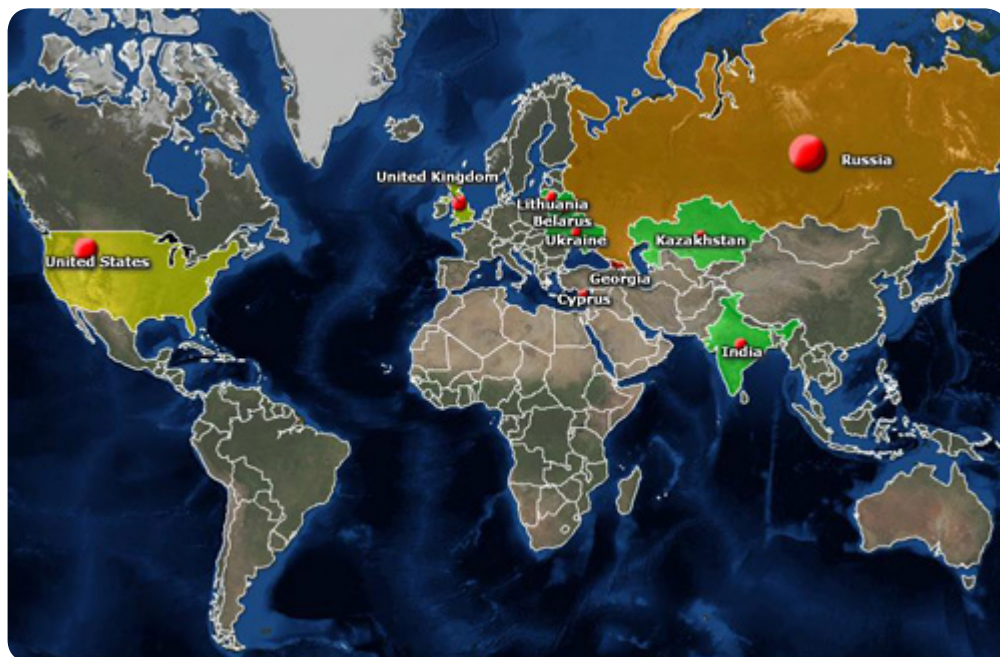 United Kingdom
Russia
Lithuania
Belarus
Ukraine
Kazakhstan
United States
Georgia
Cyprus
India